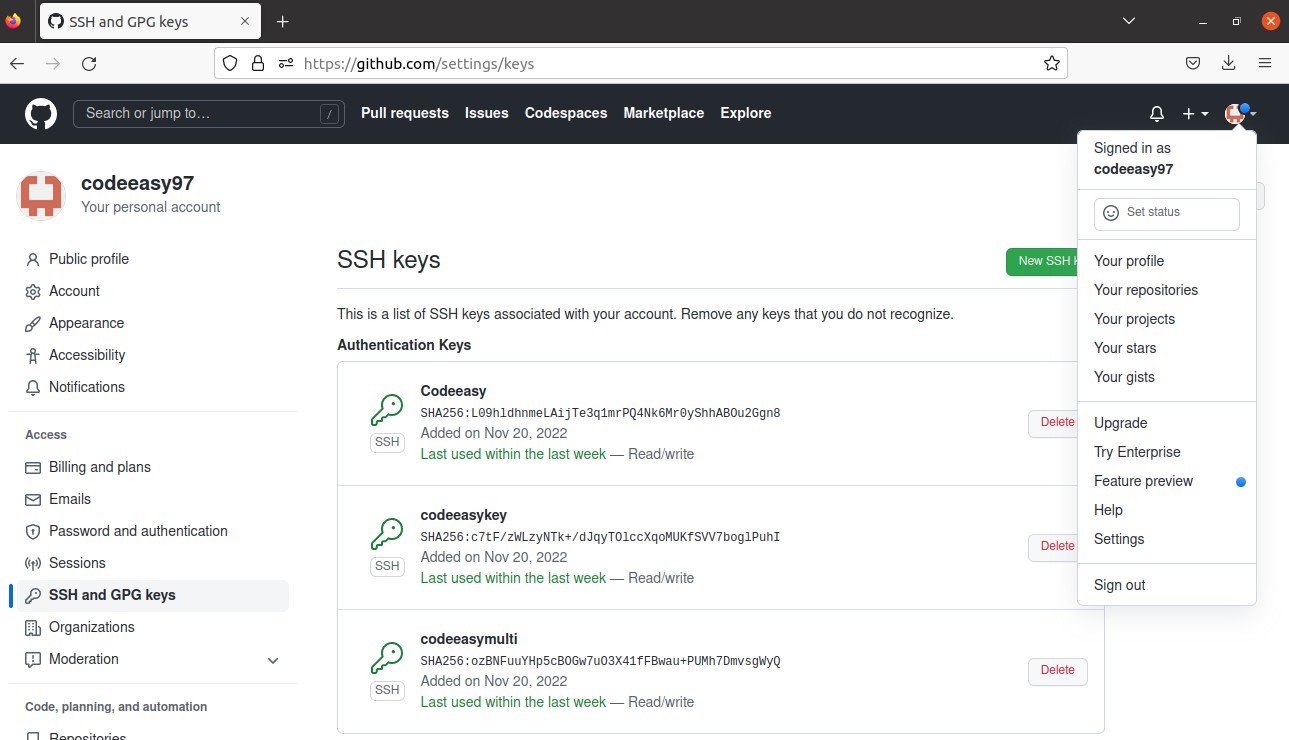 SSH and GPG keys
https://github.com/settings/keys
Search or jump to…
/
Pull requests
Issues
Codespaces
Marketplace
Explore
codeeasy97
Your personal account
Public profile
Account
Appearance
Accessibility
Notifications
Access
Billing and plans
Emails
Password and authentication
Sessions
SSH and GPG keys
Organizations
Moderation
Code, planning, and automation
Repositories
SSH keys
New SSH
This is a list of SSH keys associated with your account. Remove any keys that you do not recognize.
Authentication Keys
Codeeasy
SHA256:L09hldhnmeLAijTe3q1mrPQ4Nk6Mr0yShhABOu2Ggn8
Added on Nov 20, 2022
Last used within the last week — Read/write
SSH
Delete
codeeasykey
SHA256:c7tF/zWLzyNTk+/dJqyTOlccXqoMUKfSVV7boglPuhI
Added on Nov 20, 2022
Last used within the last week — Read/write
SSH
Delete
codeeasymulti
SHA256:ozBNFuuYHp5cBOGw7uO3X41fFBwau+PUMh7DmvsgWyQ
Added on Nov 20, 2022
Last used within the last week — Read/write
SSH
Delete
Signed in as
codeeasy97
Set status
Your profile
Your repositories
Your projects
Your stars
Your gists
Upgrade
Try Enterprise
Feature preview
Help
Settings
Sign out